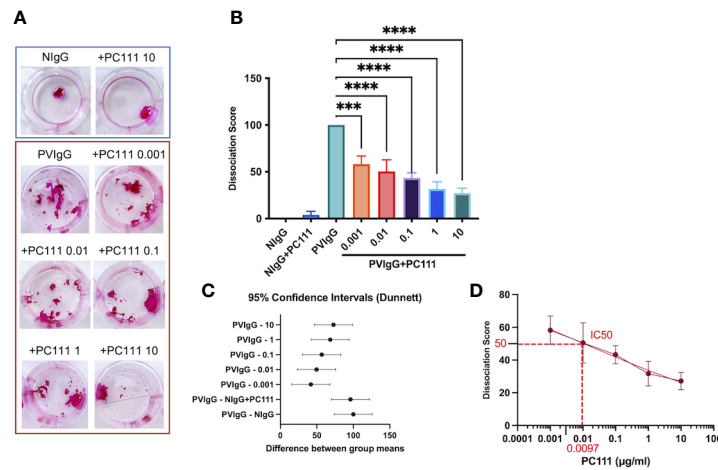 A
NIgG
+PC111 10
PVIgG
+PC111 0.001
+PC111 0.01
+PC111 0.1
+PC111 1
+PC111 10
B
****
****
****
****
***
Dissociation Score
150
100
50
0
NIgG
NIgG+PC111
PVIgG
0.001
0.01
0.1
1
10
PVIgG+PC111
C
95% Confidence Intervals (Dunnett)
PVIgG - 10
PVIgG - 1
PVIgG - 0.1
PVIgG - 0.01
PVIgG - 0.001
PVIgG - NIgG+PC111
PVIgG - NIgG
0 50 100 150
Difference between group means
D
Dissociation Score
80
60
50
40
20
0
IC50
0.0001 0.001 0.01 0.1 1 10 100
0.0097
PC111 (µg/ml)